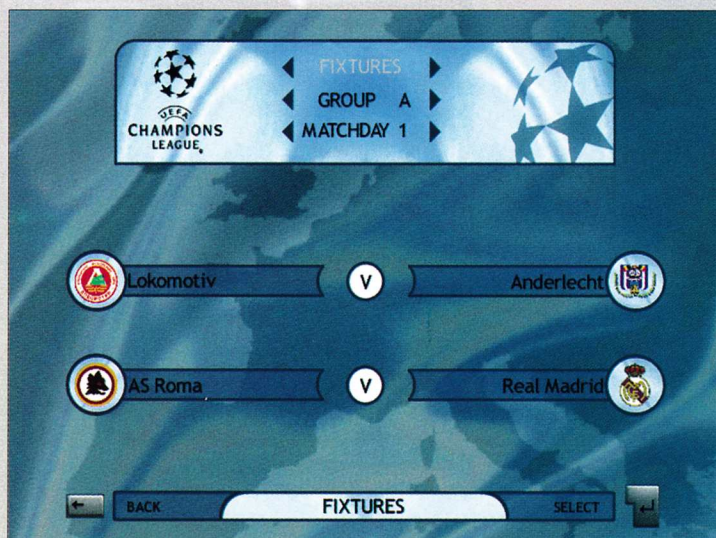 FIXTURES
GROUP A
MATCHDAY 1
UEFA
CHAMPIONS
LEAGUE
Lokomotiv V Anderlecht
AS Roma V Real Madrid
BACK FIXTURES SELECT